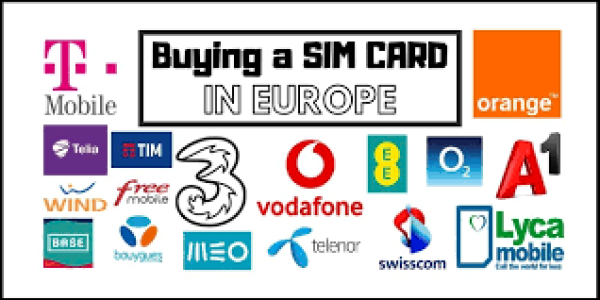 T
Mobile
Buying a SIM CARD
IN EUROPE
orange™
Telia
TIM
WIND
free
mobile
3
vodafone
EE
O2
A1
BASE
bouygues
MEO
telenor
swisscom
Lyca
mobile
Call the world for less